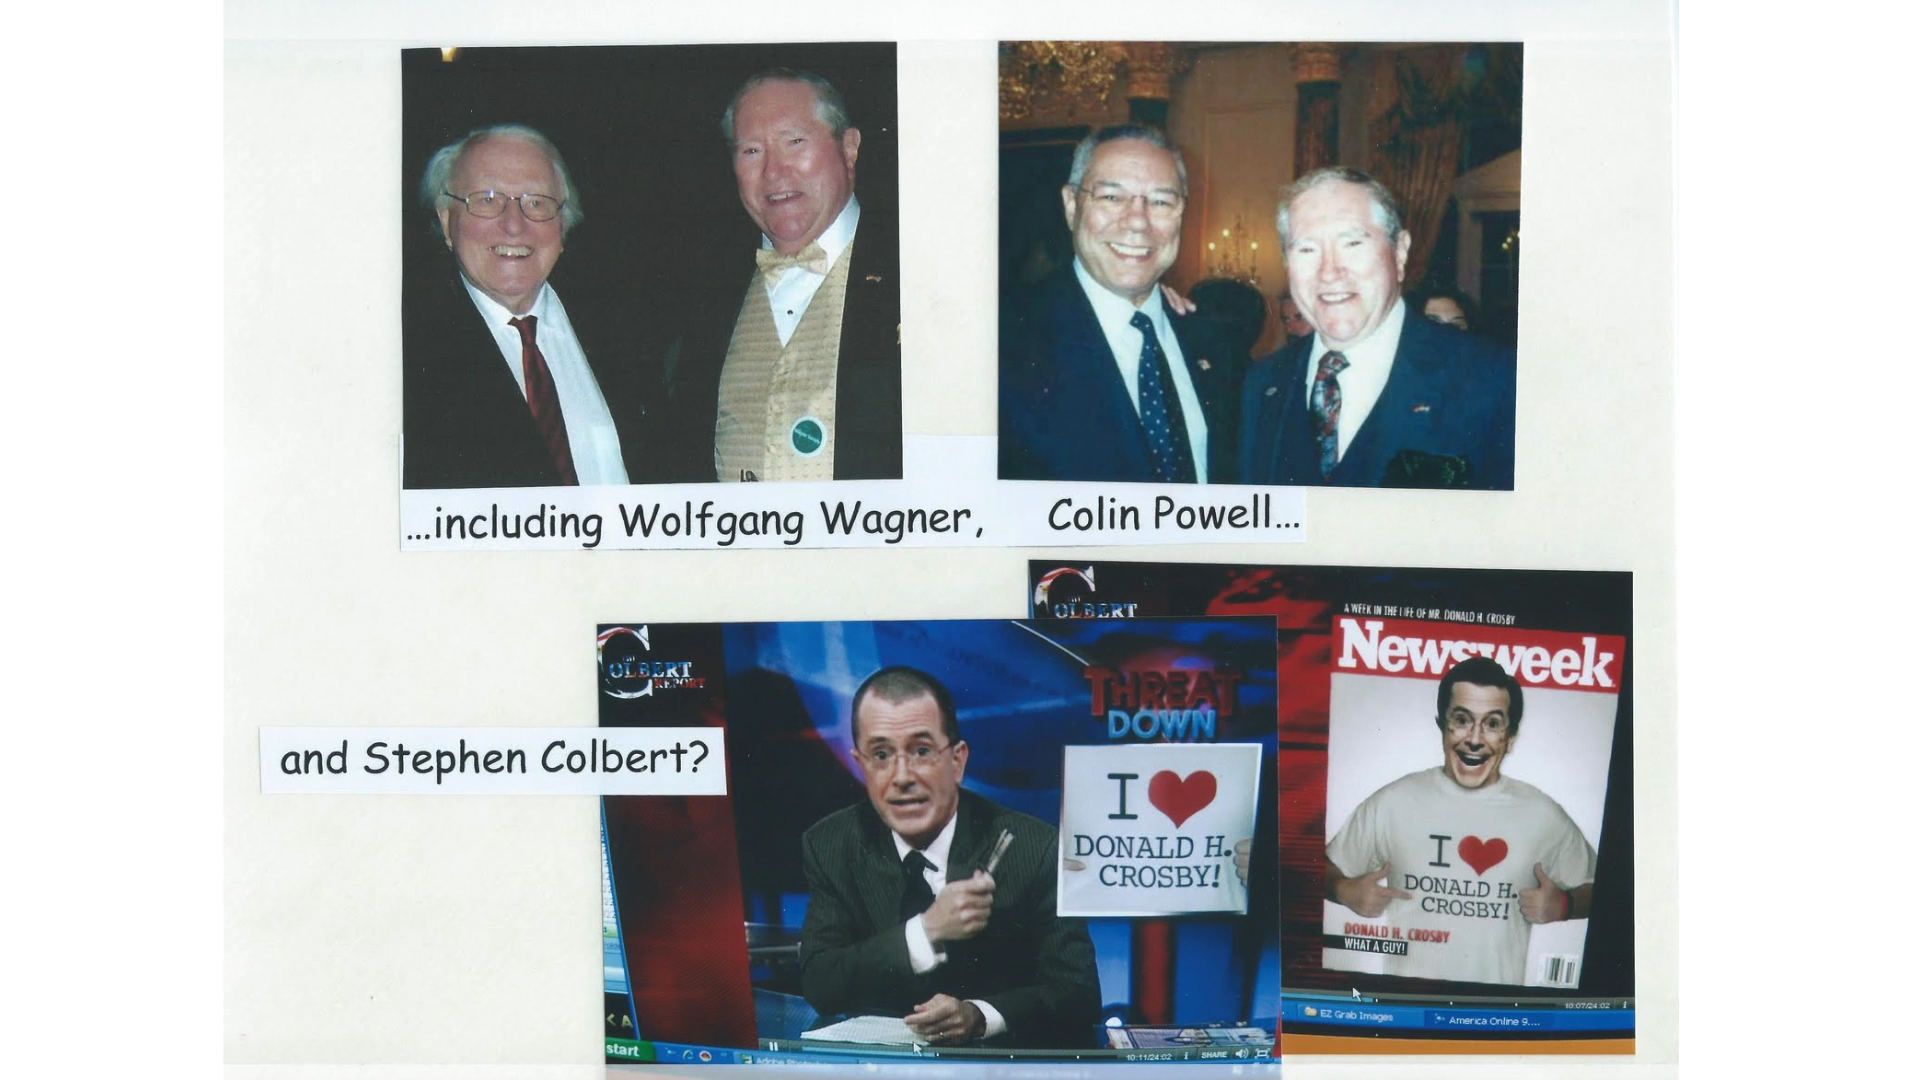 ...including Wolfgang Wagner,
Colin Powell...
and Stephen Colbert?
THE
COLBERT
REPORT
THREAT
DOWN
I ❤
DONALD H.
CROSBY!
start
10:11/24:02
SHARE
COLBERT
A WEEK IN THE LIFE OF MR. DONALD H. CROSBY
Newsweek
I ❤
DONALD H.
CROSBY!
DONALD H. CROSBY
WHAT A GUY!
10:07/24:02
EZ Grab Images
America Online 9....